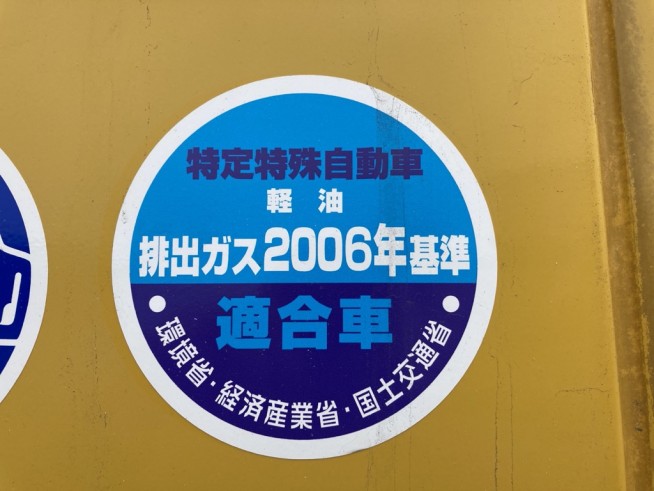 特定特殊自動車
軽油
排出ガス2006年基準
適合車
環境省・経済産業省・国土交通省